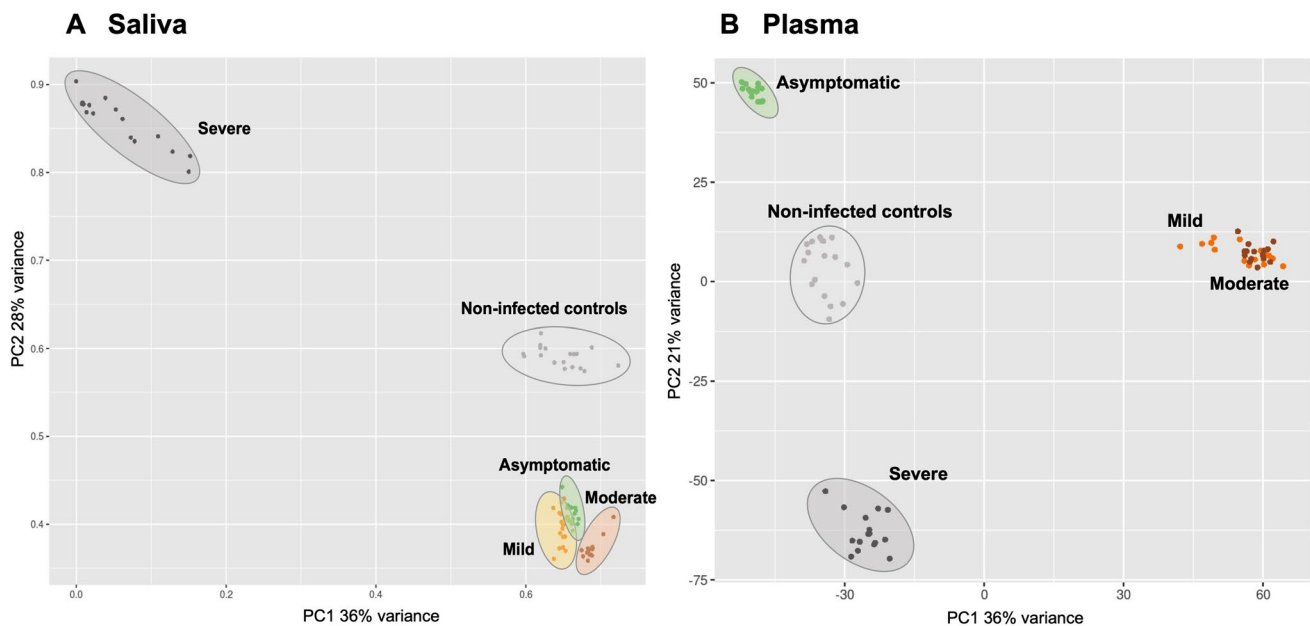 A Saliva
0.9
0.8
0.7
0.6
0.5
0.4
0.0
0.2
0.4
0.6
PC2 28% variance
PC1 36% variance
Severe
Non-infected controls
Asymptomatic
Moderate
Mild
B Plasma
50
25
0
-25
-50
-75
-30
0
30
60
PC2 21% variance
PC1 36% variance
Asymptomatic
Non-infected controls
Mild
Moderate
Severe